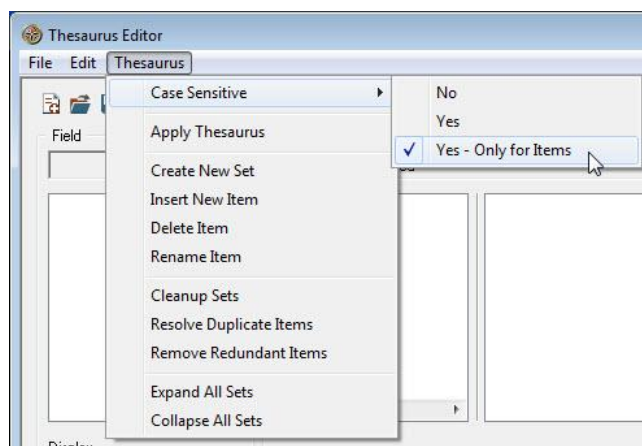 Thesaurus Editor
File Edit Thesaurus
Case Sensitive
No
Yes
Yes - Only for Items
Field
Apply Thesaurus
Create New Set
Insert New Item
Delete Item
Rename Item
Cleanup Sets
Resolve Duplicate Items
Remove Redundant Items
Expand All Sets
Collapse All Sets
Display